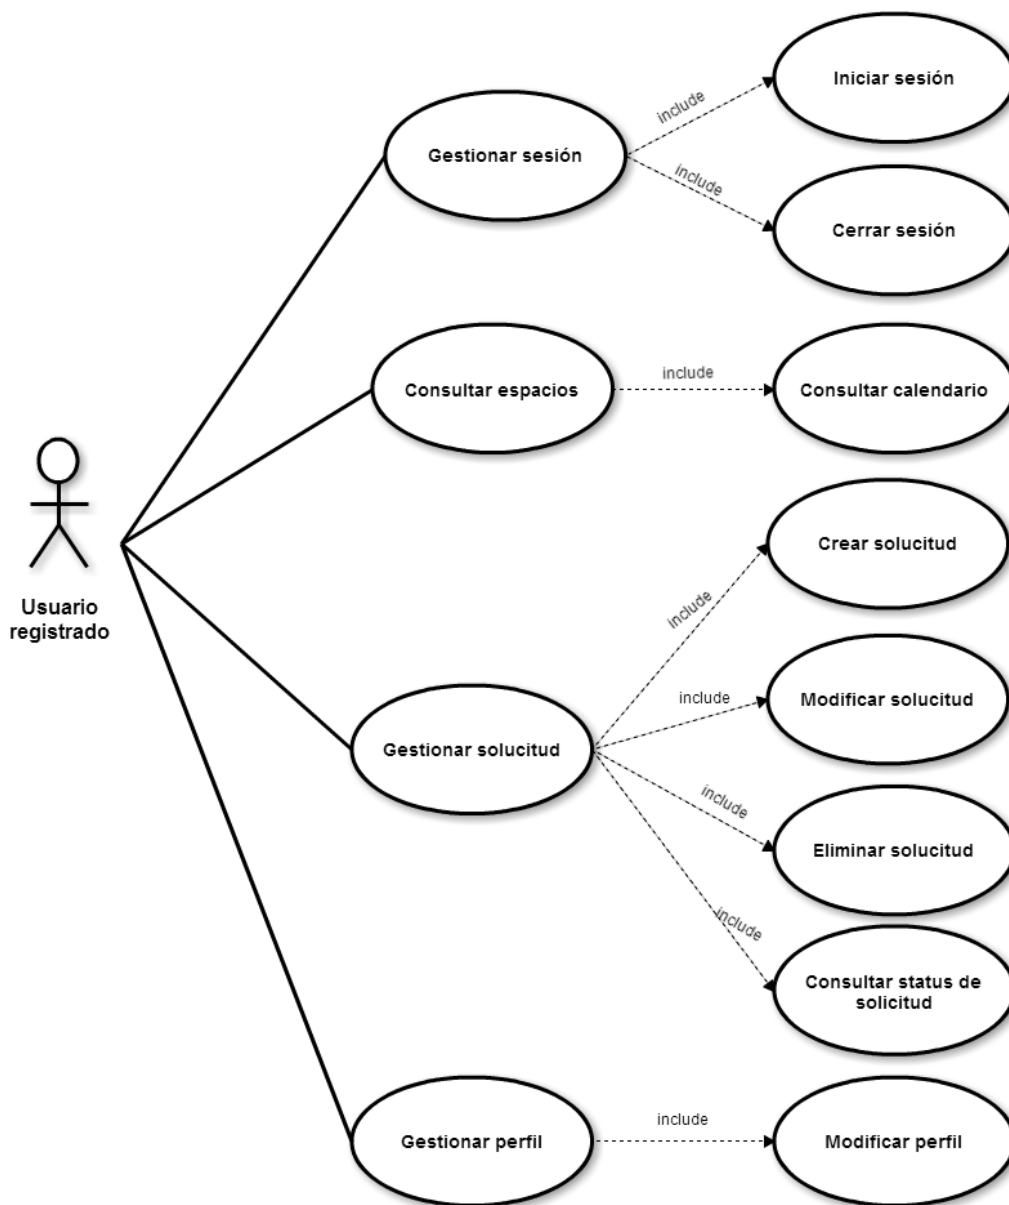 Iniciar sesión
include
Gestionar sesión
include
Cerrar sesión
include
Consultar espacios
Consultar calendario
Crear solucitud
include
Usuario
registrado
include
Modificar solucitud
Gestionar solucitud
include
Eliminar solucitud
include
Consultar status de
solicitud
include
Gestionar perfil
Modificar perfil